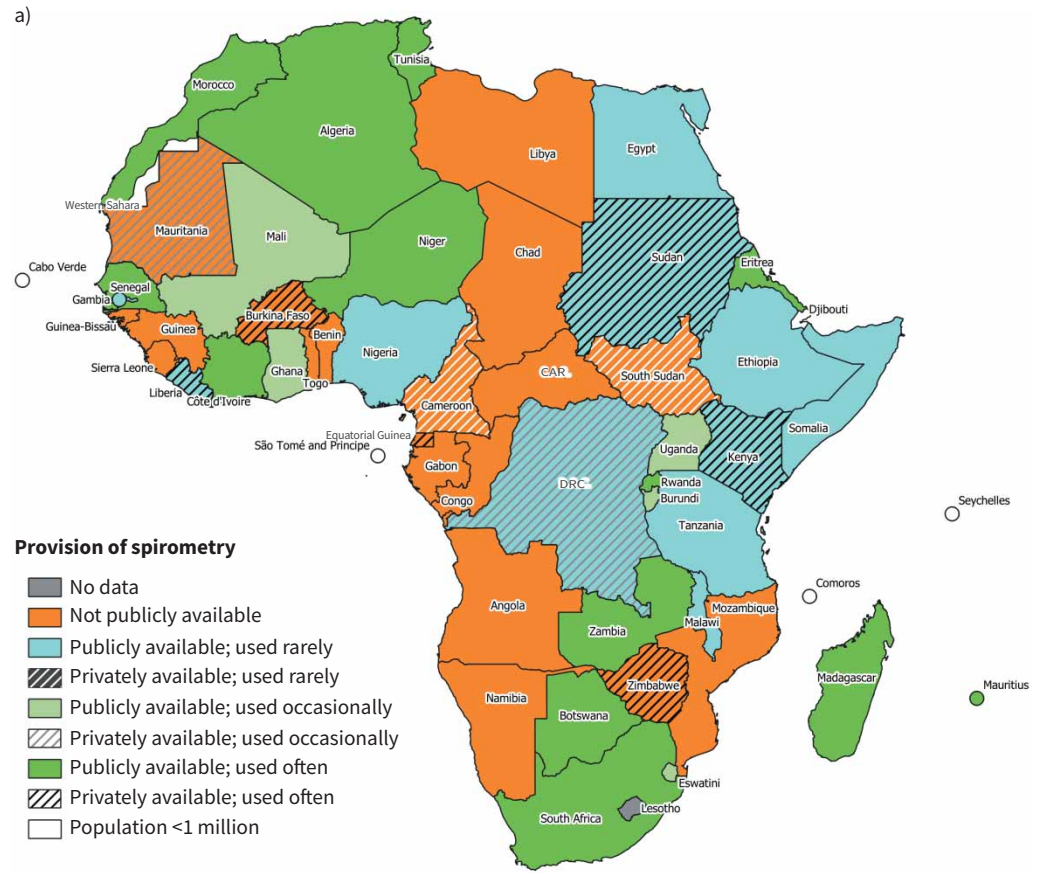 a)
Tunisia
Morocco
Algeria
Libya
Egypt
Western Sahara
Mauritania
Mali
Niger
Chad
Sudan
Eritrea
Cabo Verde
Senegal
Gambia
Djibouti
Guinea-Bissau
Guinea
Burkina Faso
Benin
Nigeria
Ethiopia
Sierra Leone
Ghana
Togo
CAR
South Sudan
Liberia
Côte d'Ivoire
Cameroon
Somalia
Equatorial Guinea
São Tomé and Principe
Uganda
Kenya
Gabon
Congo
DRC
Rwanda
Burundi
Seychelles
Tanzania
Comoros
Angola
Mozambique
Malawi
Zambia
Madagascar
Mauritius
Namibia
Zimbabwe
Botswana
Eswatini
Lesotho
South Africa
Provision of spirometry
No data
Not publicly available
Publicly available; used rarely
Privately available; used rarely
Publicly available; used occasionally
Privately available; used occasionally
Publicly available; used often
Privately available; used often
Population <1 million